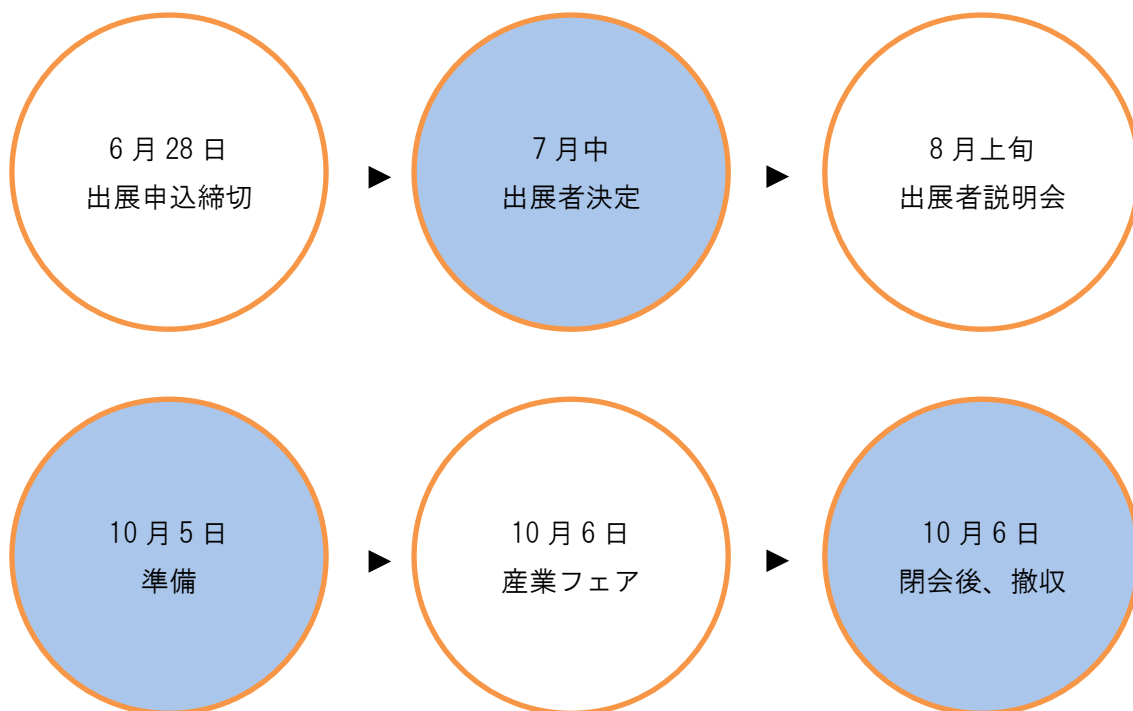 6月28日
出展申込締切
▶
7月中
出展者決定
▶
8月上旬
出展者説明会
10月5日
準備
▶
10月6日
産業フェア
▶
10月6日
閉会後、撤収